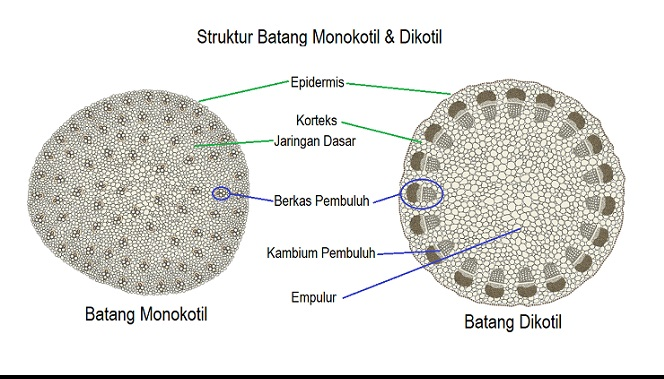 Struktur Batang Monokotil & Dikotil
Epidermis
Korteks
Jaringan Dasar
Berkas Pembuluh
Kambium Pembuluh
Empulur
Batang Monokotil
Batang Dikotil